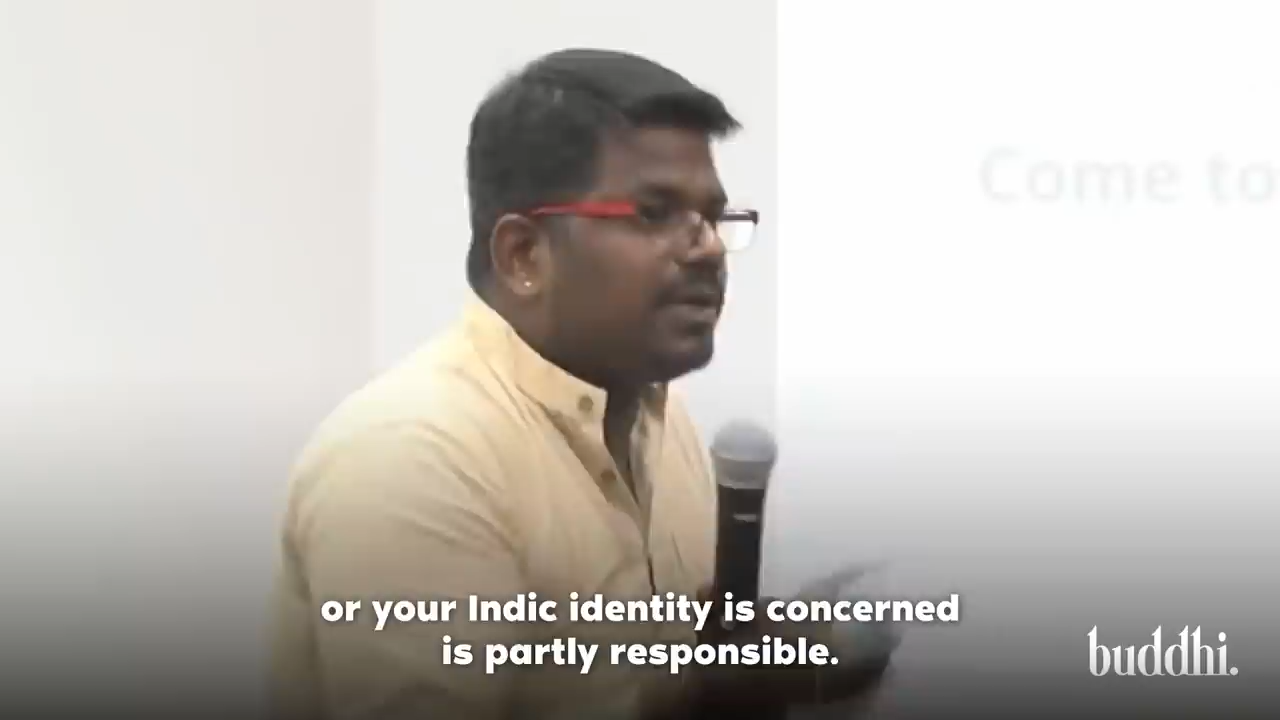 Come to
or your Indic identity is concerned
is partly responsible.
buddhi.